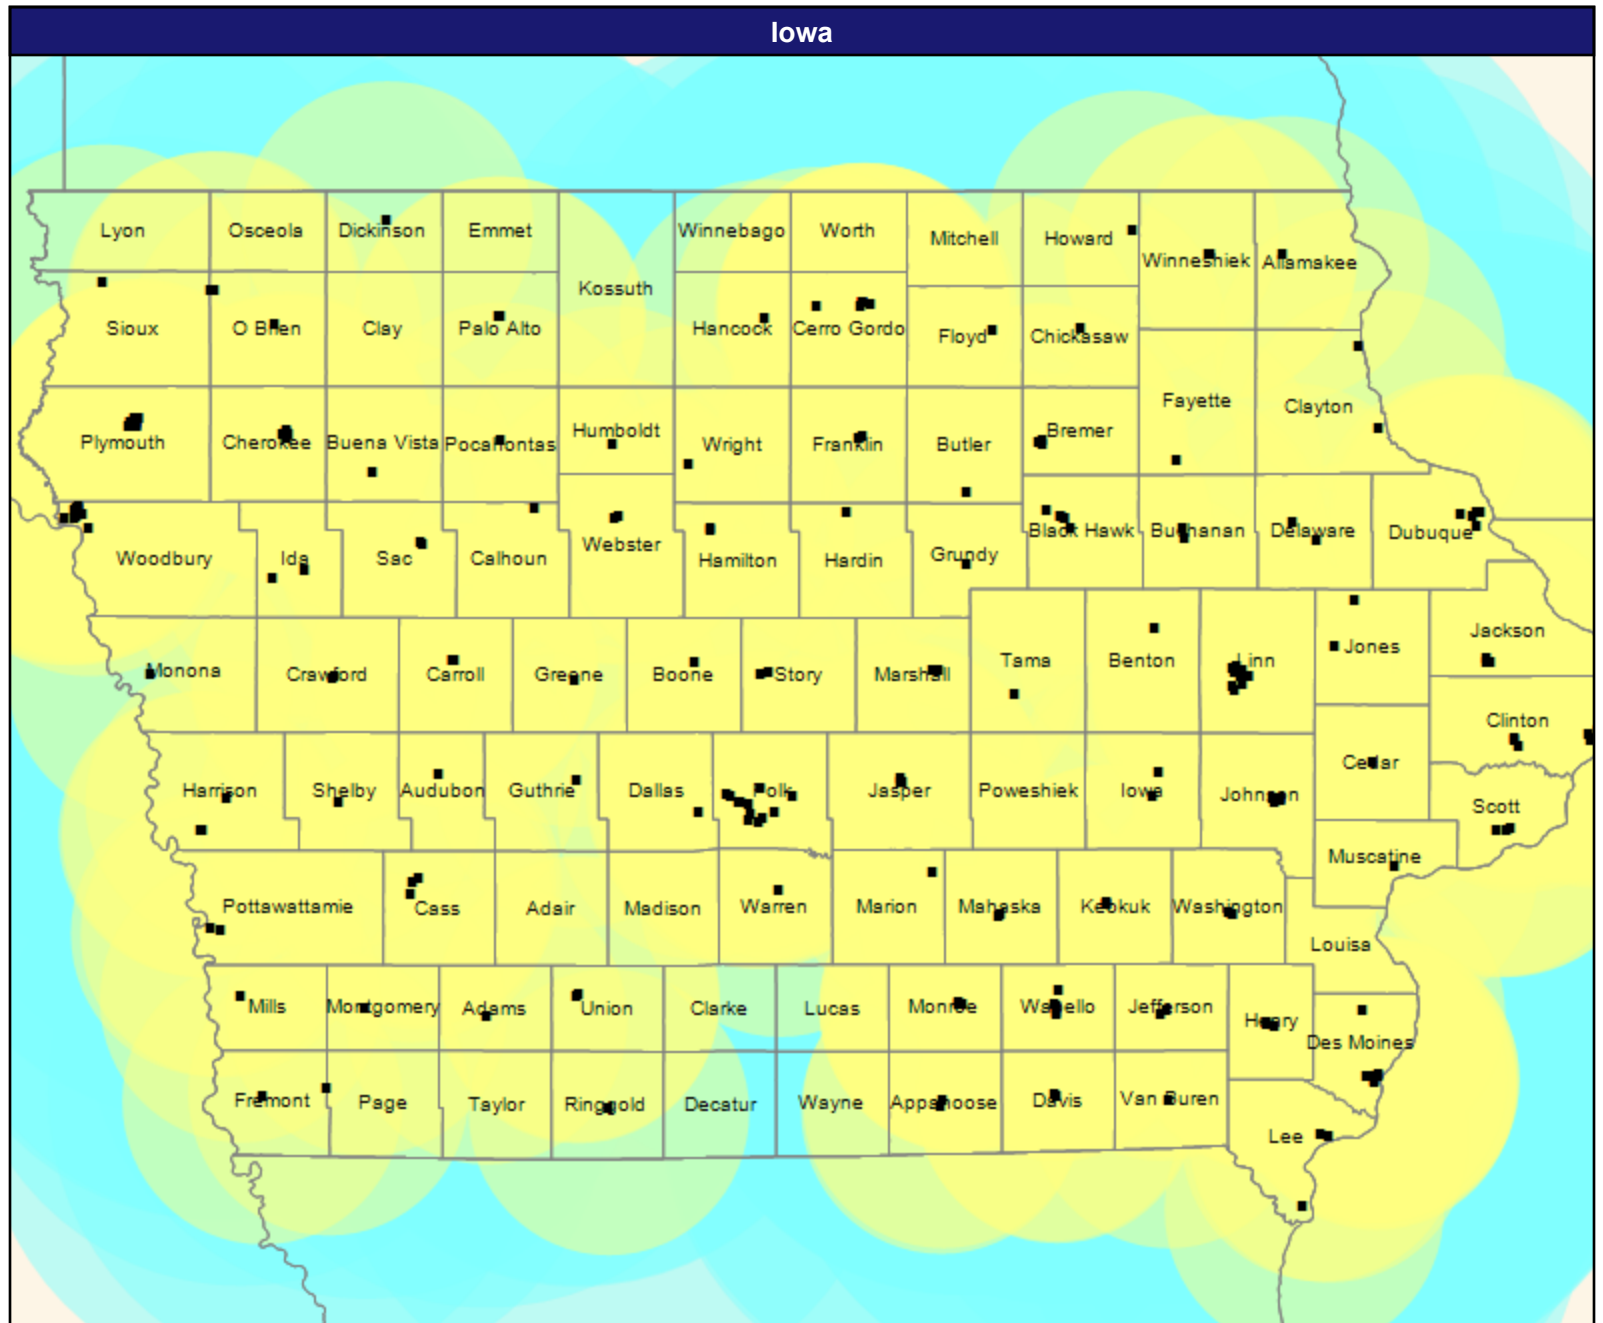 Iowa
Lyon
Osceola
Dickinson
Emmet
Kossuth
Winnebago
Worth
Mitchell
Howard
Winneshiek
Allamakee
Sioux
O Brien
Clay
Palo Alto
Hancock
Cerro Gordo
Floyd
Chickasaw
Fayette
Clayton
Plymouth
Cherokee
Buena Vista
Pocahontas
Humboldt
Wright
Franklin
Butler
Bremer
Woodbury
Ida
Sac
Calhoun
Webster
Hamilton
Hardin
Grundy
Black Hawk
Buchanan
Delaware
Dubuque
Monona
Crawford
Carroll
Greene
Boone
Story
Marshall
Tama
Benton
Linn
Jones
Jackson
Clinton
Harrison
Shelby
Audubon
Guthrie
Dallas
Polk
Jasper
Poweshiek
Iowa
Johnson
Cedar
Scott
Muscatine
Pottawattamie
Cass
Adair
Madison
Warren
Marion
Mahaska
Keokuk
Washington
Louisa
Mills
Montgomery
Adams
Union
Clarke
Lucas
Monroe
Wapello
Jefferson
Henry
Des Moines
Fremont
Page
Taylor
Ringgold
Decatur
Wayne
Appanoose
Davis
Van Buren
Lee